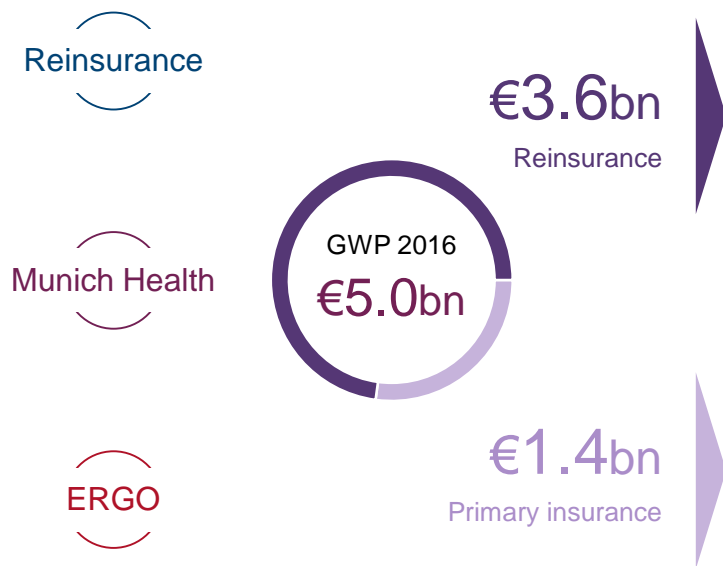 Reinsurance
€3.6bn
Reinsurance
GWP 2016
Munich Health
€5.0bn
€1.4bn
ERGO
Primary insurance